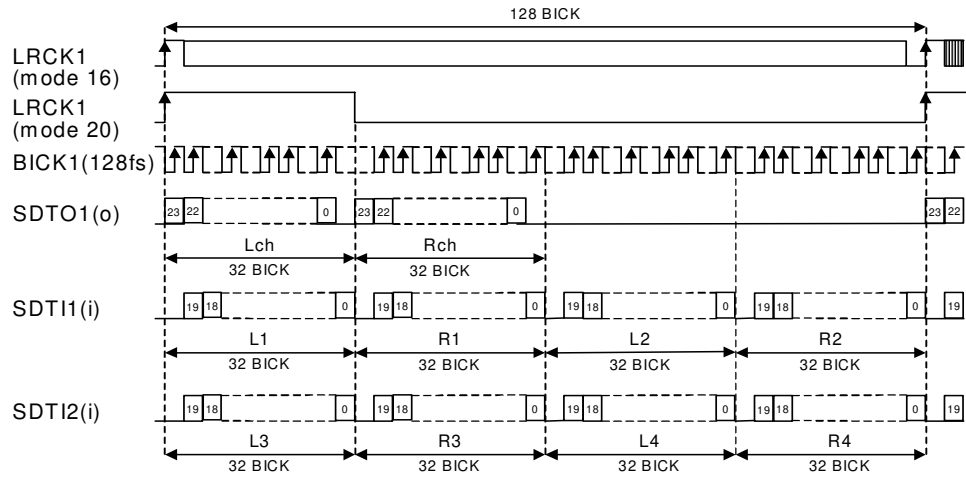 128 BICK
LRCK1
(mode 16)
LRCK1
(mode 20)
BICK1(128fs)
SDTO1(o) 23 22 0 23 22 0 23 22
Lch Rch
32 BICK 32 BICK
SDTI1(i) 19 18 0 19 18 0 19 18 0 19 18 0 19
L1 R1 L2 R2
32 BICK 32 BICK 32 BICK 32 BICK
SDTI2(i) 19 18 0 19 18 0 19 18 0 19 18 0 19
L3 R3 L4 R4
32 BICK 32 BICK 32 BICK 32 BICK